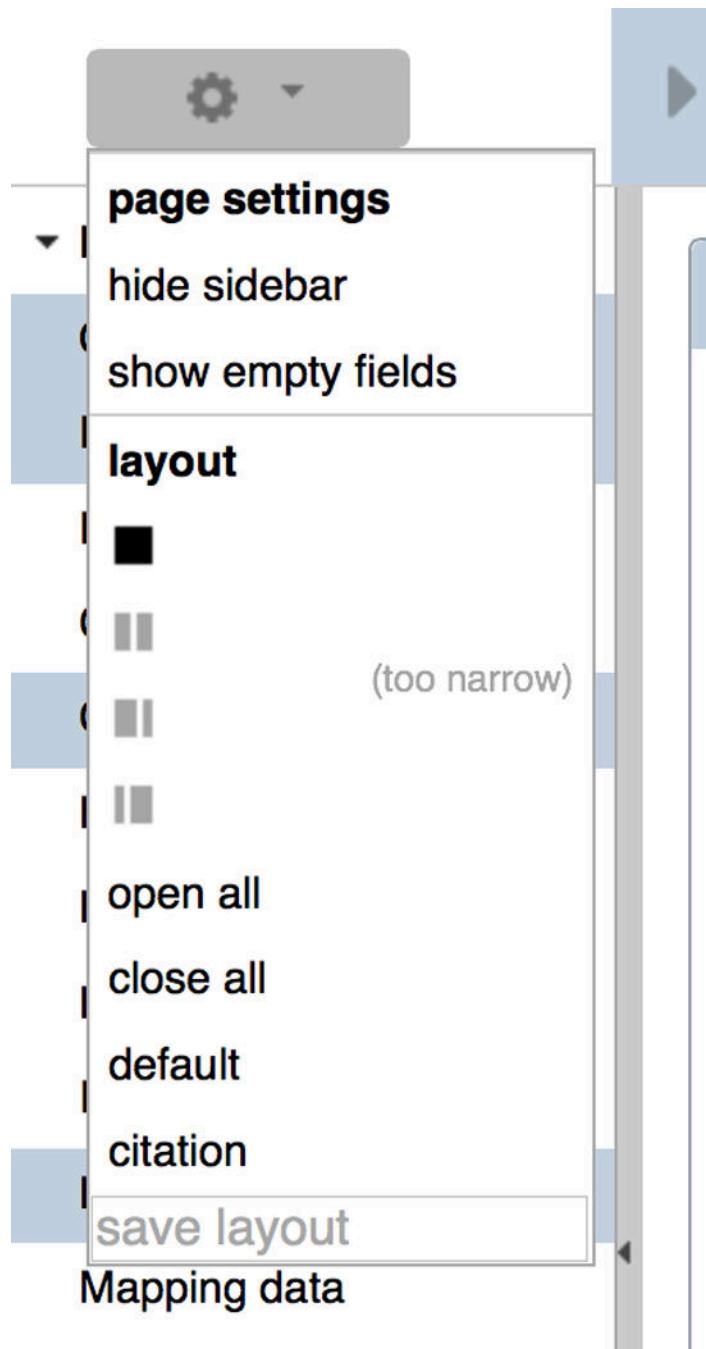 page settings
hide sidebar
show empty fields
layout
(too narrow)
open all
close all
default
citation
save layout
Mapping data